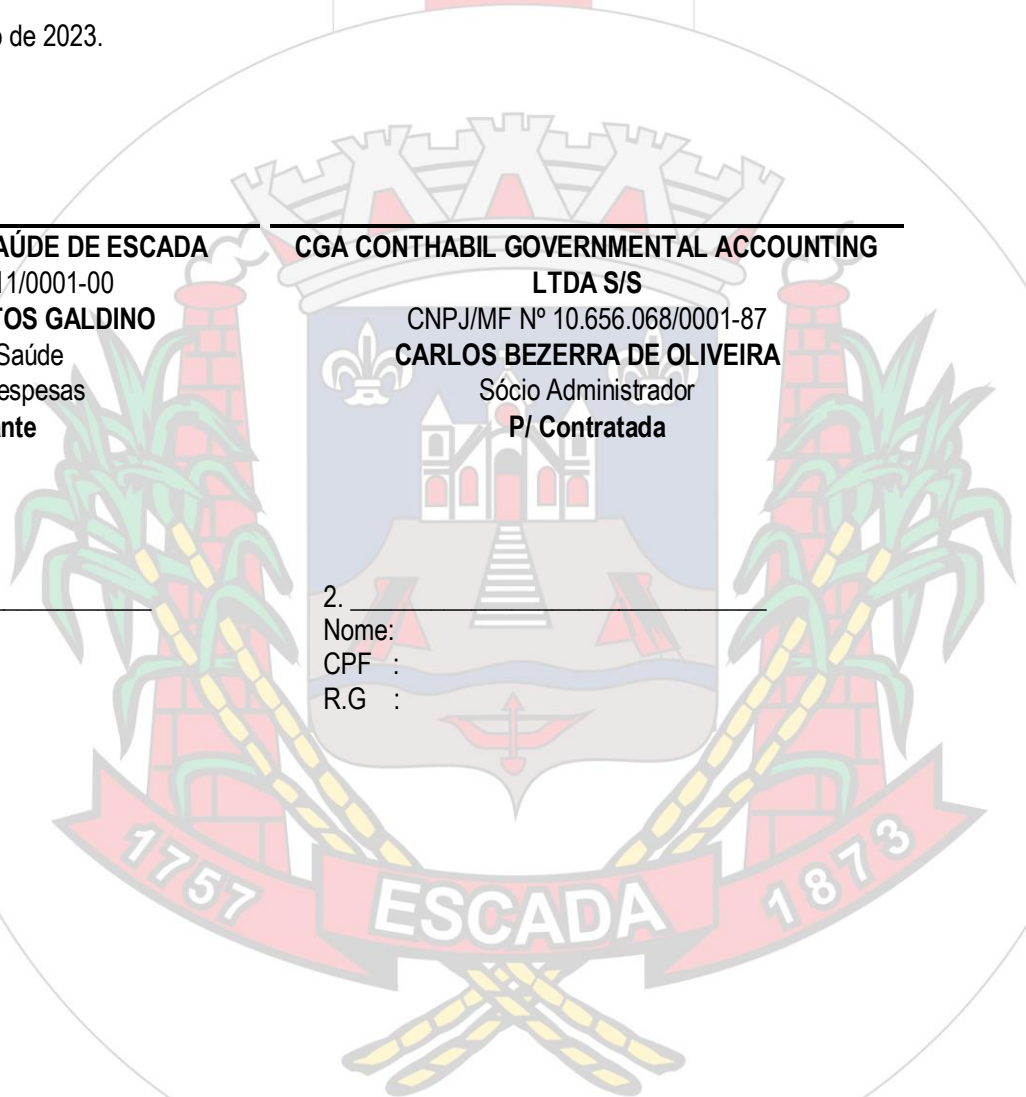 o de 2023.
AÚDE DE ESCADA
11/0001-00
TOS GALDINO
Saúde
espesas
ante
CGA CONTHABIL GOVERNMENTAL ACCOUNTING
LTDA S/S
CNPJ/MF Nº 10.656.068/0001-87
CARLOS BEZERRA DE OLIVEIRA
Sócio Administrador
P/ Contratada
2. ________________________________
Nome:
CPF :
R.G :
1757 ESCADA 1873